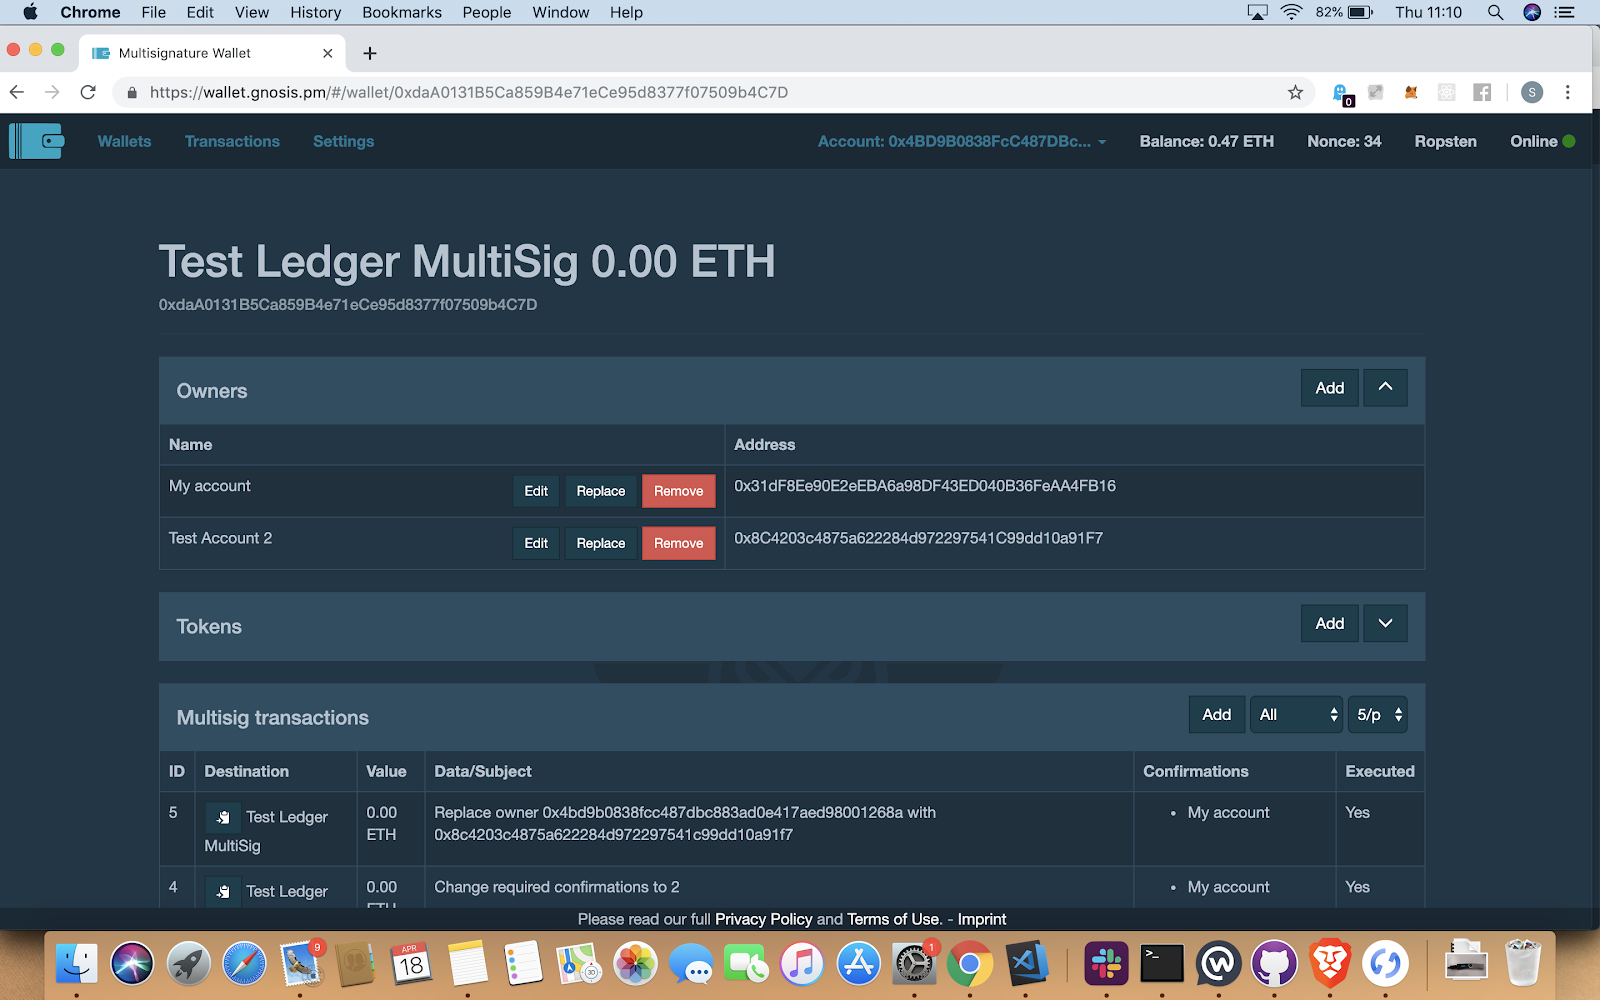 Chrome File Edit View History Bookmarks People Window Help 82% Thu 11:10
Multisignature Wallet
https://wallet.gnosis.pm/#/wallet/0xdaA0131B5Ca859B4e71eCe95d8377f07509b4C7D 0 S
Wallets Transactions Settings Account: 0x4BD9B0838FcC487DBc... Balance: 0.47 ETH Nonce: 34 Ropsten Online
Test Ledger MultiSig 0.00 ETH
0xdaA0131B5Ca859B4e71eCe95d8377f07509b4C7D
Owners Add
Name Address
My account Edit Replace Remove 0x31dF8Ee90E2eEBA6a98DF43ED040B36FeAA4FB16
Test Account 2 Edit Replace Remove 0x8C4203c4875a622284d972297541C99dd10a91F7
Tokens Add
Multisig transactions Add All 5/p
ID Destination Value Data/Subject Confirmations Executed
5 Test Ledger 0.00 Replace owner 0x4bd9b0838fcc487dbc883ad0e417aed98001268a with • My account Yes
MultiSig ETH 0x8c4203c4875a622284d972297541c99dd10a91f7
4 Test Ledger 0.00 Change required confirmations to 2 • My account Yes
ETH
Please read our full Privacy Policy and Terms of Use. - Imprint
9 APR 18 1